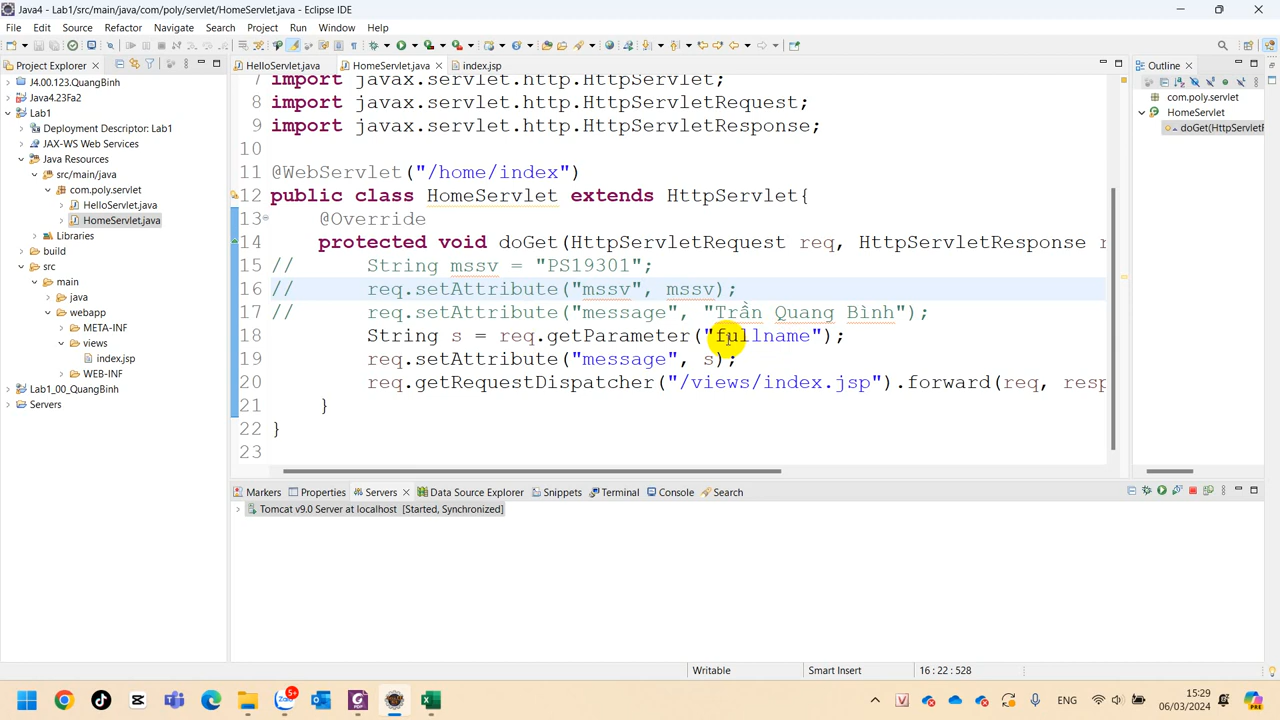 Java4 - Lab1/src/main/java/com/poly/servlet/HomeServlet.java - Eclipse IDE
File Edit Source Refactor Navigate Search Project Run Window Help
Project Explorer
HelloServlet.java
HomeServlet.java
index.jsp
Outline
J4.00.123.QuangBinh
Java4.23Fa2
Lab1
Deployment Descriptor: Lab1
JAX-WS Web Services
Java Resources
src/main/java
com.poly.servlet
HelloServlet.java
HomeServlet.java
Libraries
build
src
main
java
webapp
META-INF
views
index.jsp
WEB-INF
Lab1_00_QuangBinh
Servers
7 import javax.servlet.http.HttpServlet;
8 import javax.servlet.http.HttpServletRequest;
9 import javax.servlet.http.HttpServletResponse;
10
11 @WebServlet("/home/index")
12 public class HomeServlet extends HttpServlet{
13 @Override
14 protected void doGet(HttpServletRequest req, HttpServletResponse r
15 // String mssv = "PS19301";
16 // req.setAttribute("mssv", mssv);
17 // req.setAttribute("message", "Trần Quang Bình");
18 String s = req.getParameter("fullname");
19 req.setAttribute("message", s);
20 req.getRequestDispatcher("/views/index.jsp").forward(req, resp
21 }
22 }
23
com.poly.servlet
HomeServlet
doGet(HttpServletR
Markers Properties Servers Data Source Explorer Snippets Terminal Console Search
Tomcat v9.0 Server at localhost [Started, Synchronized]
Writable Smart Insert 16 : 22 : 528
5+
ENG
15:29
06/03/2024